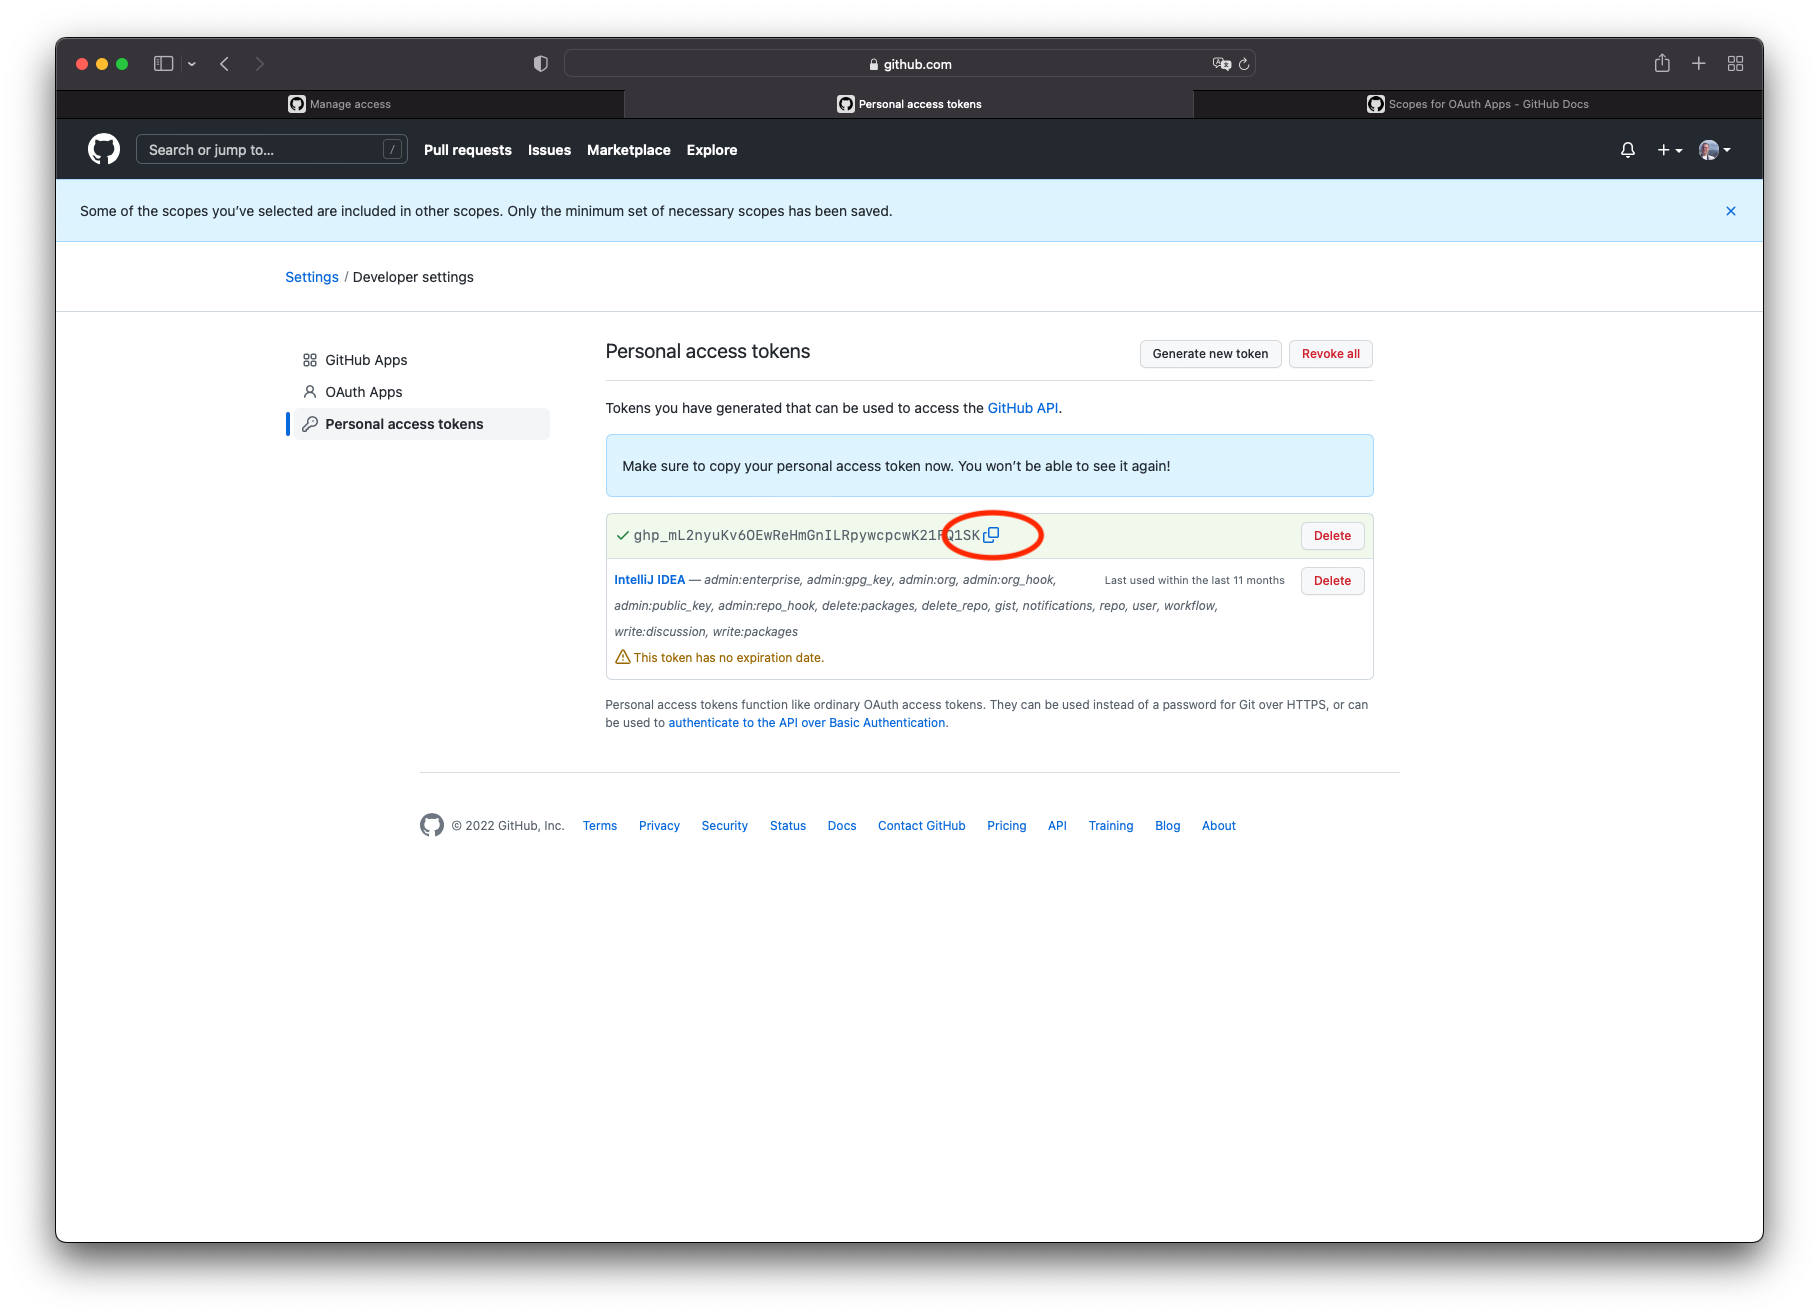 github.com
Manage access
Personal access tokens
Scopes for OAuth Apps - GitHub Docs
Search or jump to...
/
Pull requests
Issues
Marketplace
Explore
Some of the scopes you’ve selected are included in other scopes. Only the minimum set of necessary scopes has been saved.
Settings / Developer settings
GitHub Apps
OAuth Apps
Personal access tokens
Personal access tokens
Generate new token
Revoke all
Tokens you have generated that can be used to access the GitHub API.
Make sure to copy your personal access token now. You won’t be able to see it again!
Delete
IntelliJ IDEA — admin:enterprise, admin:gpg_key, admin:org, admin:org_hook,
Last used within the last 11 months
Delete
admin:public_key, admin:repo_hook, delete:packages, delete_repo, gist, notifications, repo, user, workflow,
write:discussion, write:packages
This token has no expiration date.
Personal access tokens function like ordinary OAuth access tokens. They can be used instead of a password for Git over HTTPS, or can
be used to authenticate to the API over Basic Authentication.
© 2022 GitHub, Inc.
Terms
Privacy
Security
Status
Docs
Contact GitHub
Pricing
API
Training
Blog
About